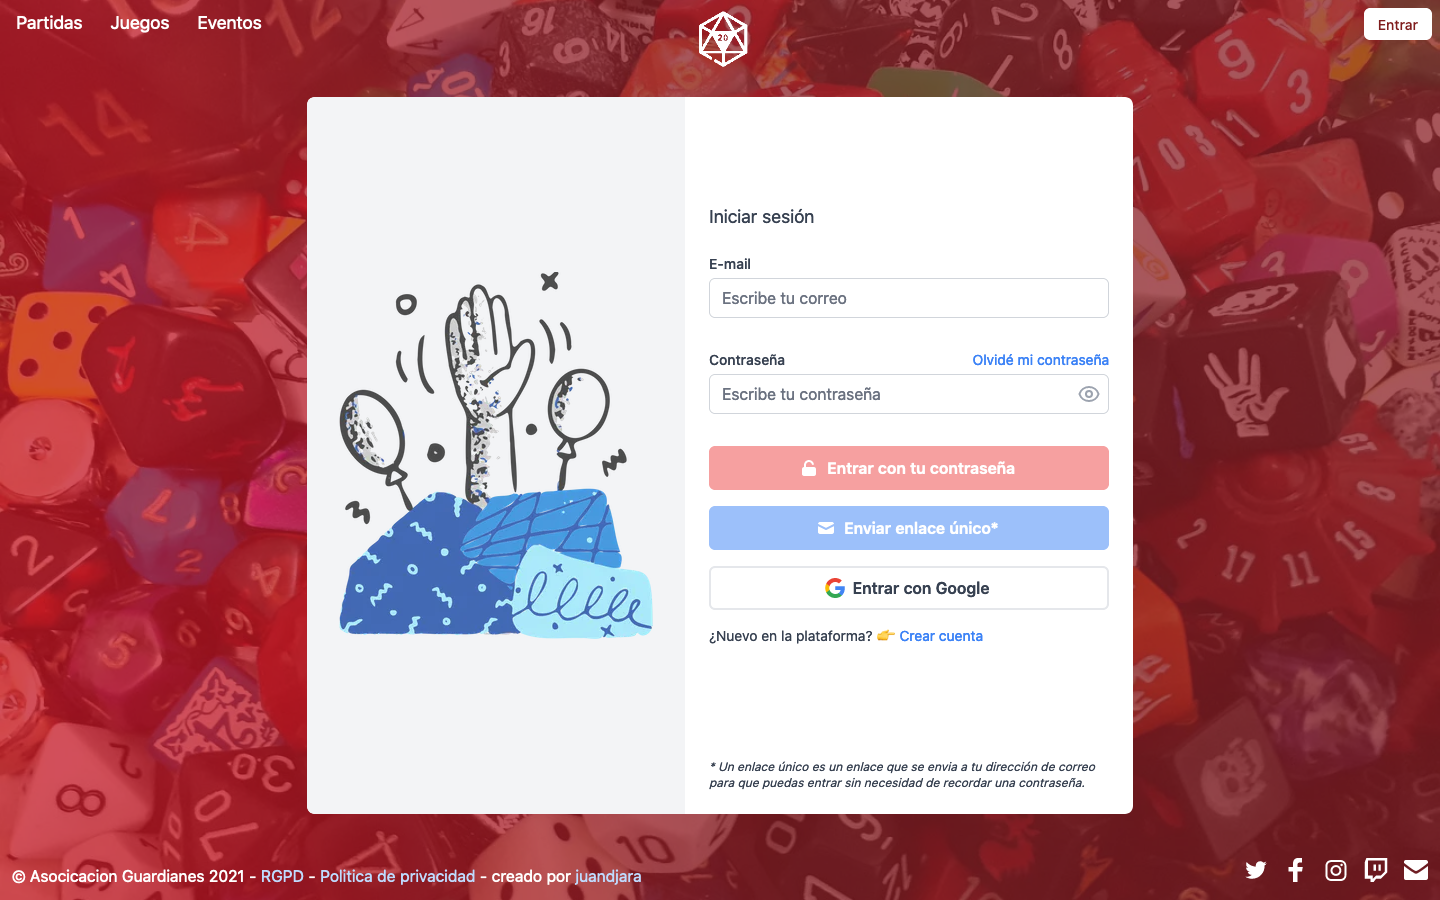 Partidas
Juegos
Eventos
20
Entrar
Iniciar sesión
E-mail
Escribe tu correo
Contraseña
Olvidé mi contraseña
Escribe tu contraseña
Entrar con tu contraseña
Enviar enlace único*
Entrar con Google
¿Nuevo en la plataforma? 👉 Crear cuenta
* Un enlace único es un enlace que se envia a tu dirección de correo
para que puedas entrar sin necesidad de recordar una contraseña.
© Asocicacion Guardianes 2021 - RGPD - Politica de privacidad - creado por juandjara